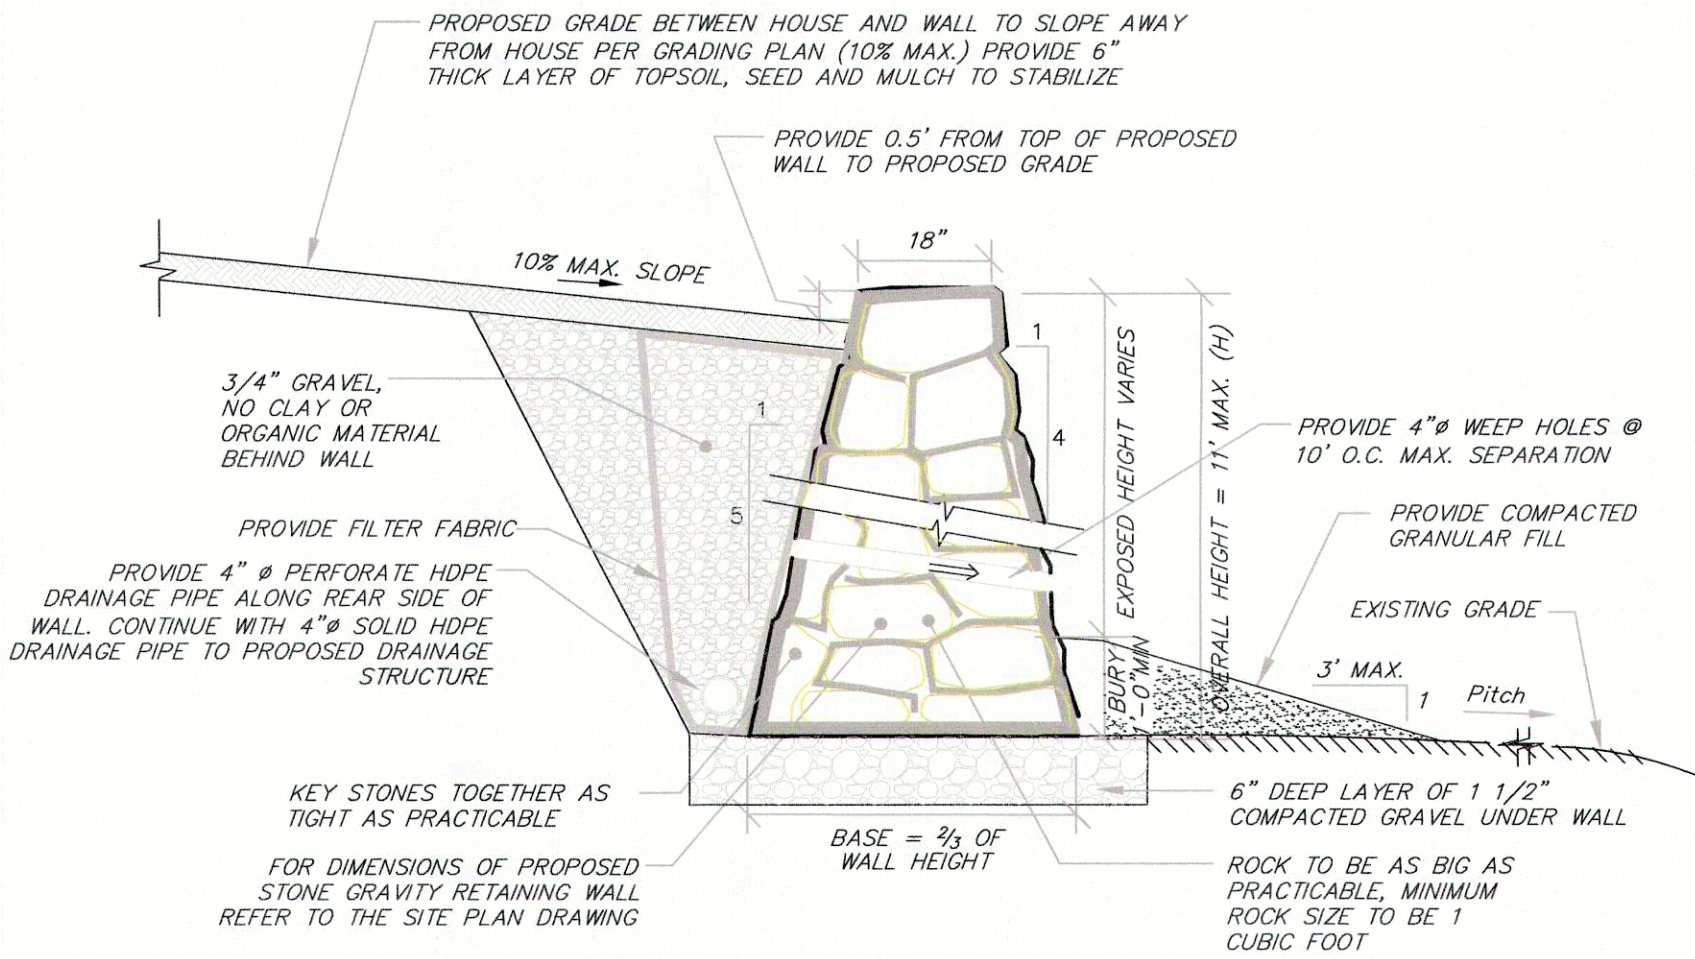 PROPOSED GRADE BETWEEN HOUSE AND WALL TO SLOPE AWAY
FROM HOUSE PER GRADING PLAN (10% MAX.) PROVIDE 6"
THICK LAYER OF TOPSOIL, SEED AND MULCH TO STABILIZE
PROVIDE 0.5' FROM TOP OF PROPOSED
WALL TO PROPOSED GRADE
18"
10% MAX. SLOPE
1
4
EXPOSED HEIGHT VARIES
OVERALL HEIGHT = 11' MAX. (H)
3/4" GRAVEL,
NO CLAY OR
ORGANIC MATERIAL
BEHIND WALL
1
5
PROVIDE 4"Ø WEEP HOLES @
10' O.C. MAX. SEPARATION
PROVIDE FILTER FABRIC
PROVIDE COMPACTED
GRANULAR FILL
PROVIDE 4" Ø PERFORATE HDPE
DRAINAGE PIPE ALONG REAR SIDE OF
WALL. CONTINUE WITH 4"Ø SOLID HDPE
DRAINAGE PIPE TO PROPOSED DRAINAGE
STRUCTURE
EXISTING GRADE
BURY
1'-0"MIN
3' MAX.
1
Pitch
KEY STONES TOGETHER AS
TIGHT AS PRACTICABLE
6" DEEP LAYER OF 1 1/2"
COMPACTED GRAVEL UNDER WALL
BASE = 2/3 OF
WALL HEIGHT
FOR DIMENSIONS OF PROPOSED
STONE GRAVITY RETAINING WALL
REFER TO THE SITE PLAN DRAWING
ROCK TO BE AS BIG AS
PRACTICABLE, MINIMUM
ROCK SIZE TO BE 1
CUBIC FOOT